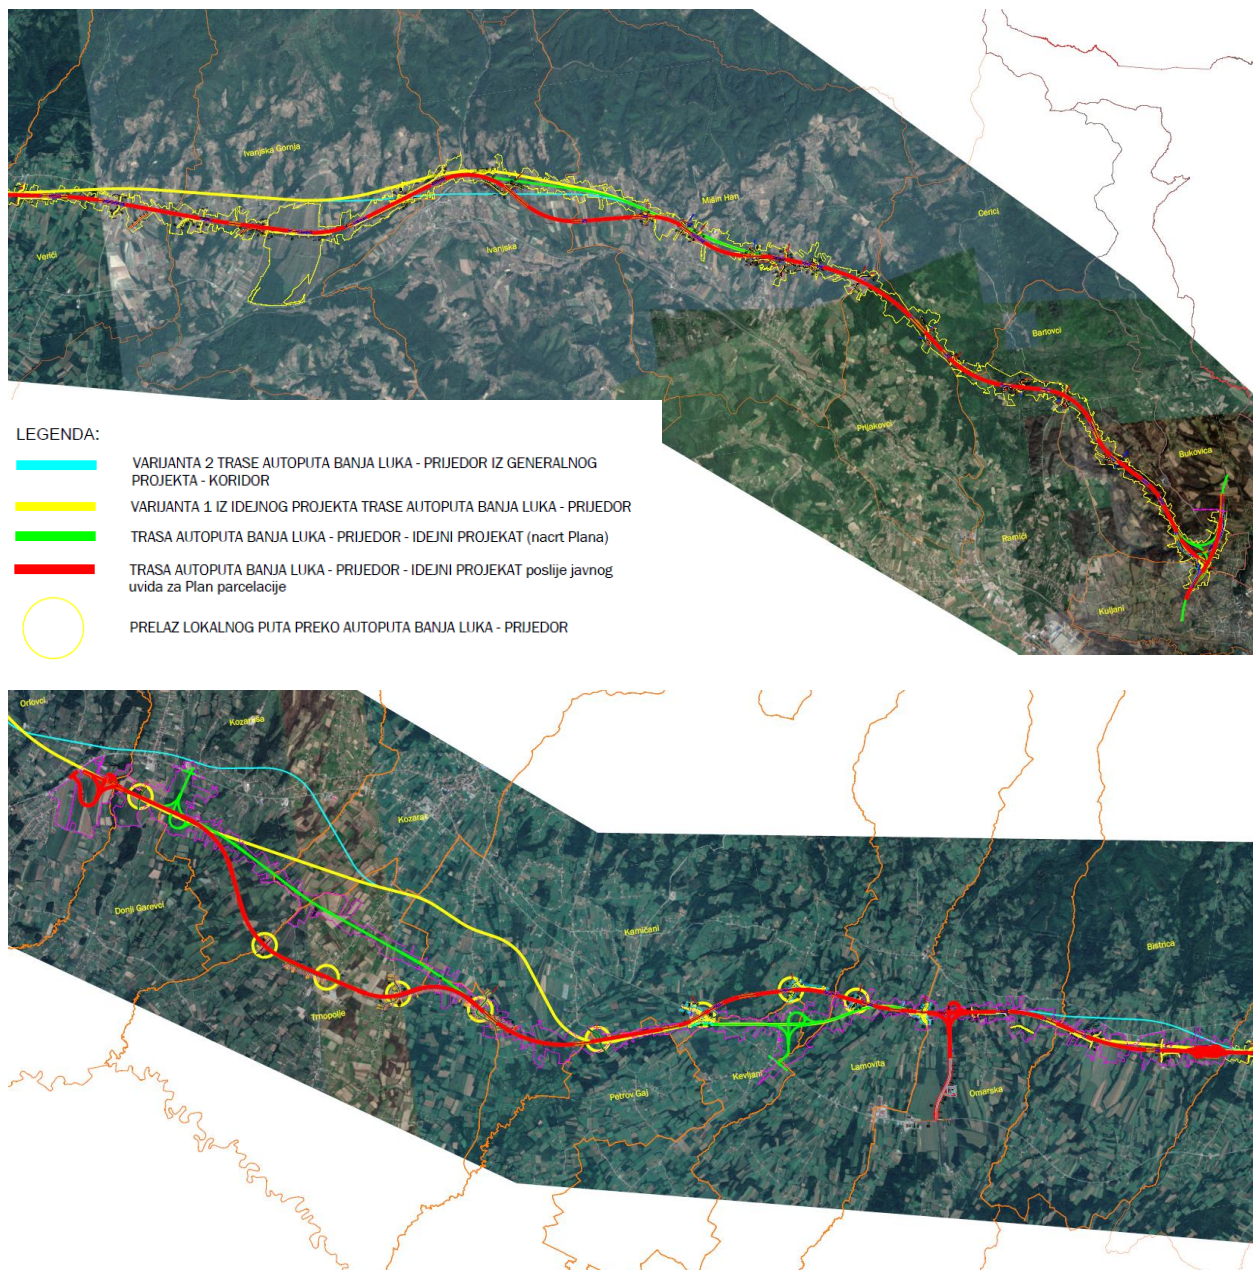 Ivanjska Gornja
Mišin Han
Cerici
Verići
Ivanjska
Barlovci
Prijakovci
Bukovica
Ramići
Kuljani
LEGENDA:
VARIJANTA 2 TRASE AUTOPUTA BANJA LUKA - PRIJEDOR IZ GENERALNOG
PROJEKTA - KORIDOR
VARIJANTA 1 IZ IDEJNOG PROJEKTA TRASE AUTOPUTA BANJA LUKA - PRIJEDOR
TRASA AUTOPUTA BANJA LUKA - PRIJEDOR - IDEJNI PROJEKAT (nacrt Plana)
TRASA AUTOPUTA BANJA LUKA - PRIJEDOR - IDEJNI PROJEKAT poslije javnog
uvida za Plan parcelacije
PRELAZ LOKALNOG PUTA PREKO AUTOPUTA BANJA LUKA - PRIJEDOR
Orlovci
Kozaruša
Kozarac
Donji Garevci
Kamičani
Bistrica
Trnopolje
Kevljani
Lamovita
Petrov Gaj
Omarska